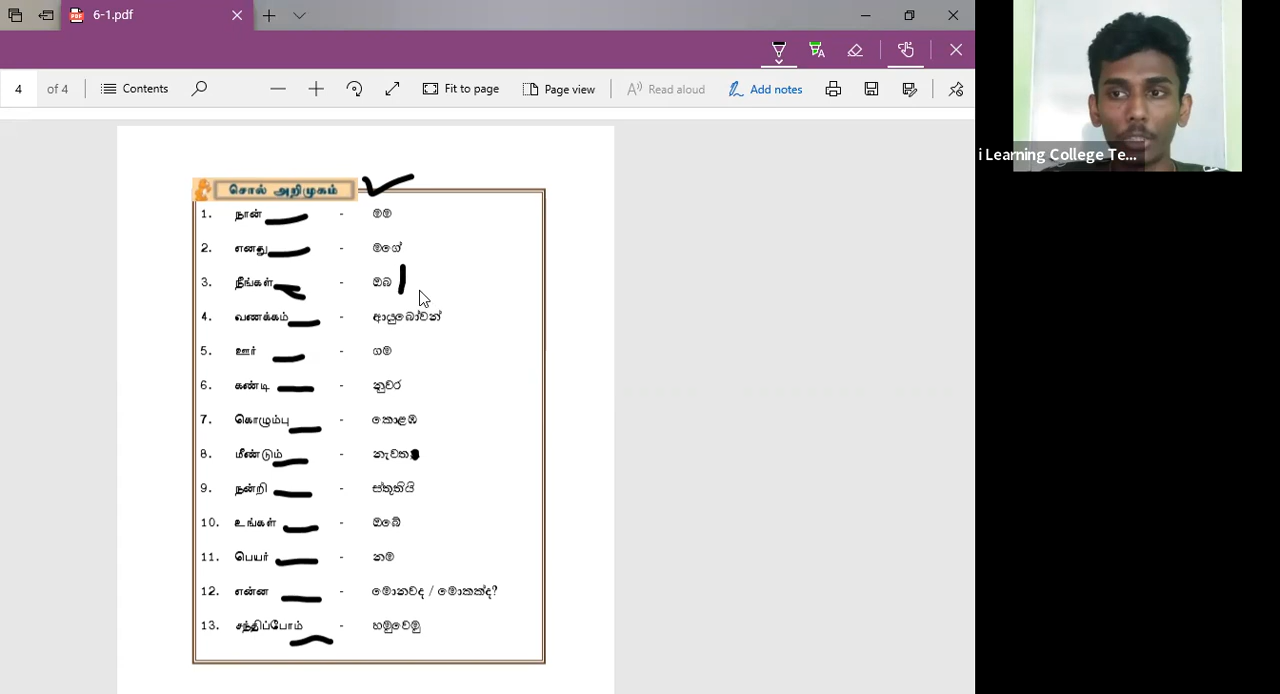 6-1.pdf
4 of 4 Contents Fit to page Page view Read aloud Add notes
i Learning College Te...
சொல் அறிமுகம்
1. நான் - මම
2. எனது - මගේ
3. நீங்கள் - ඔබ
4. வணக்கம் - ආයුබෝවන්
5. ஊர் - ගම
6. கண்டி - නුවර
7. கொழும்பு - කොළඹ
8. மீண்டும் - නැවත
9. நன்றி - ස්තූතියි
10. உங்கள் - ඔබේ
11. பெயர் - නම
12. என்ன - මොනවද / මොකක්ද?
13. சந்திப்போம் - හමුවෙමු